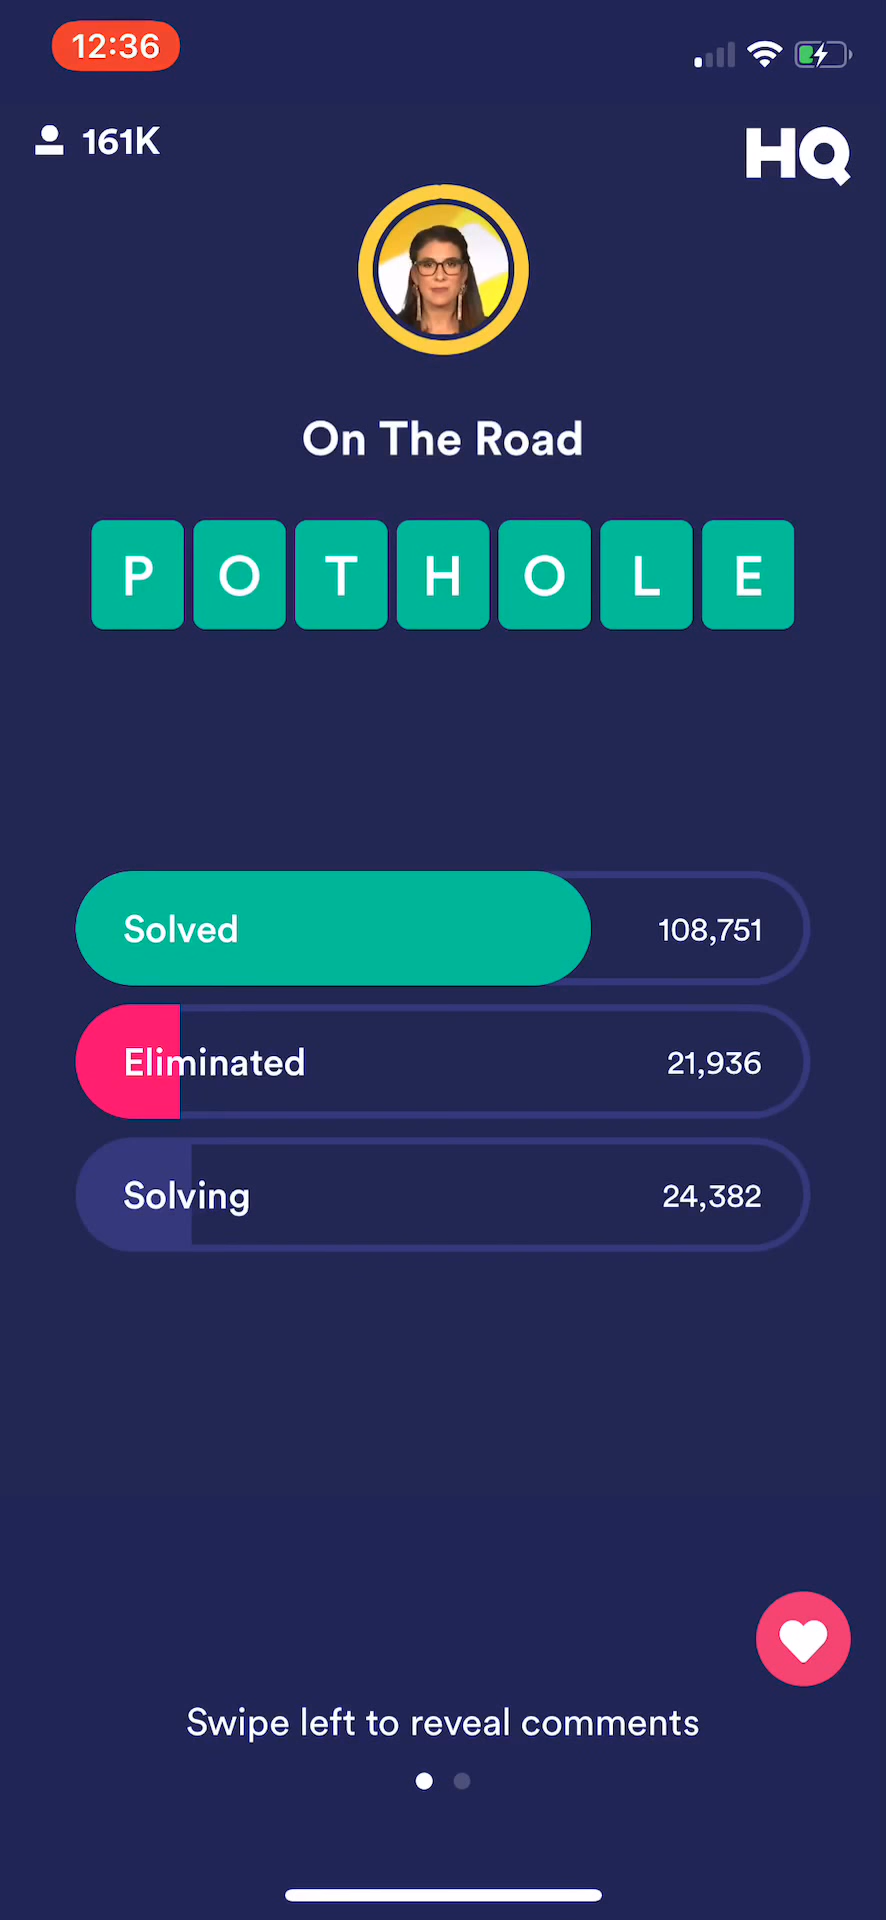 12:36
161K
HQ
On The Road
POTHOLE
Solved 108,751
Eliminated 21,936
Solving 24,382
Swipe left to reveal comments